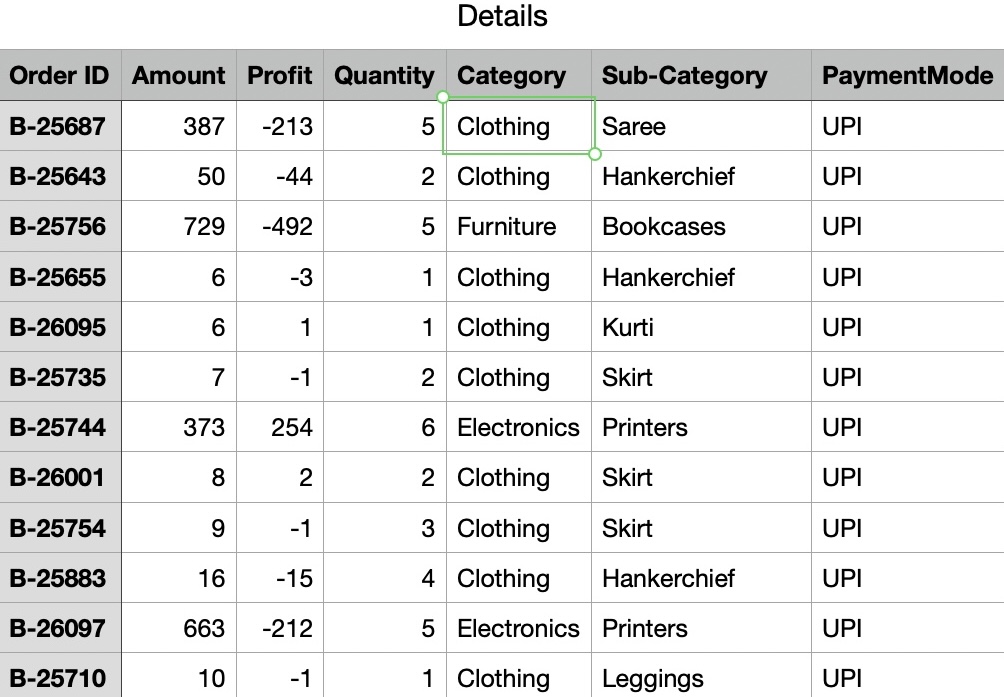 Details
Order ID Amount Profit Quantity Category Sub-Category PaymentMode
B-25687 387 -213 5 Clothing Saree UPI
B-25643 50 -44 2 Clothing Hankerchief UPI
B-25756 729 -492 5 Furniture Bookcases UPI
B-25655 6 -3 1 Clothing Hankerchief UPI
B-26095 6 1 1 Clothing Kurti UPI
B-25735 7 -1 2 Clothing Skirt UPI
B-25744 373 254 6 Electronics Printers UPI
B-26001 8 2 2 Clothing Skirt UPI
B-25754 9 -1 3 Clothing Skirt UPI
B-25883 16 -15 4 Clothing Hankerchief UPI
B-26097 663 -212 5 Electronics Printers UPI
B-25710 10 -1 1 Clothing Leggings UPI